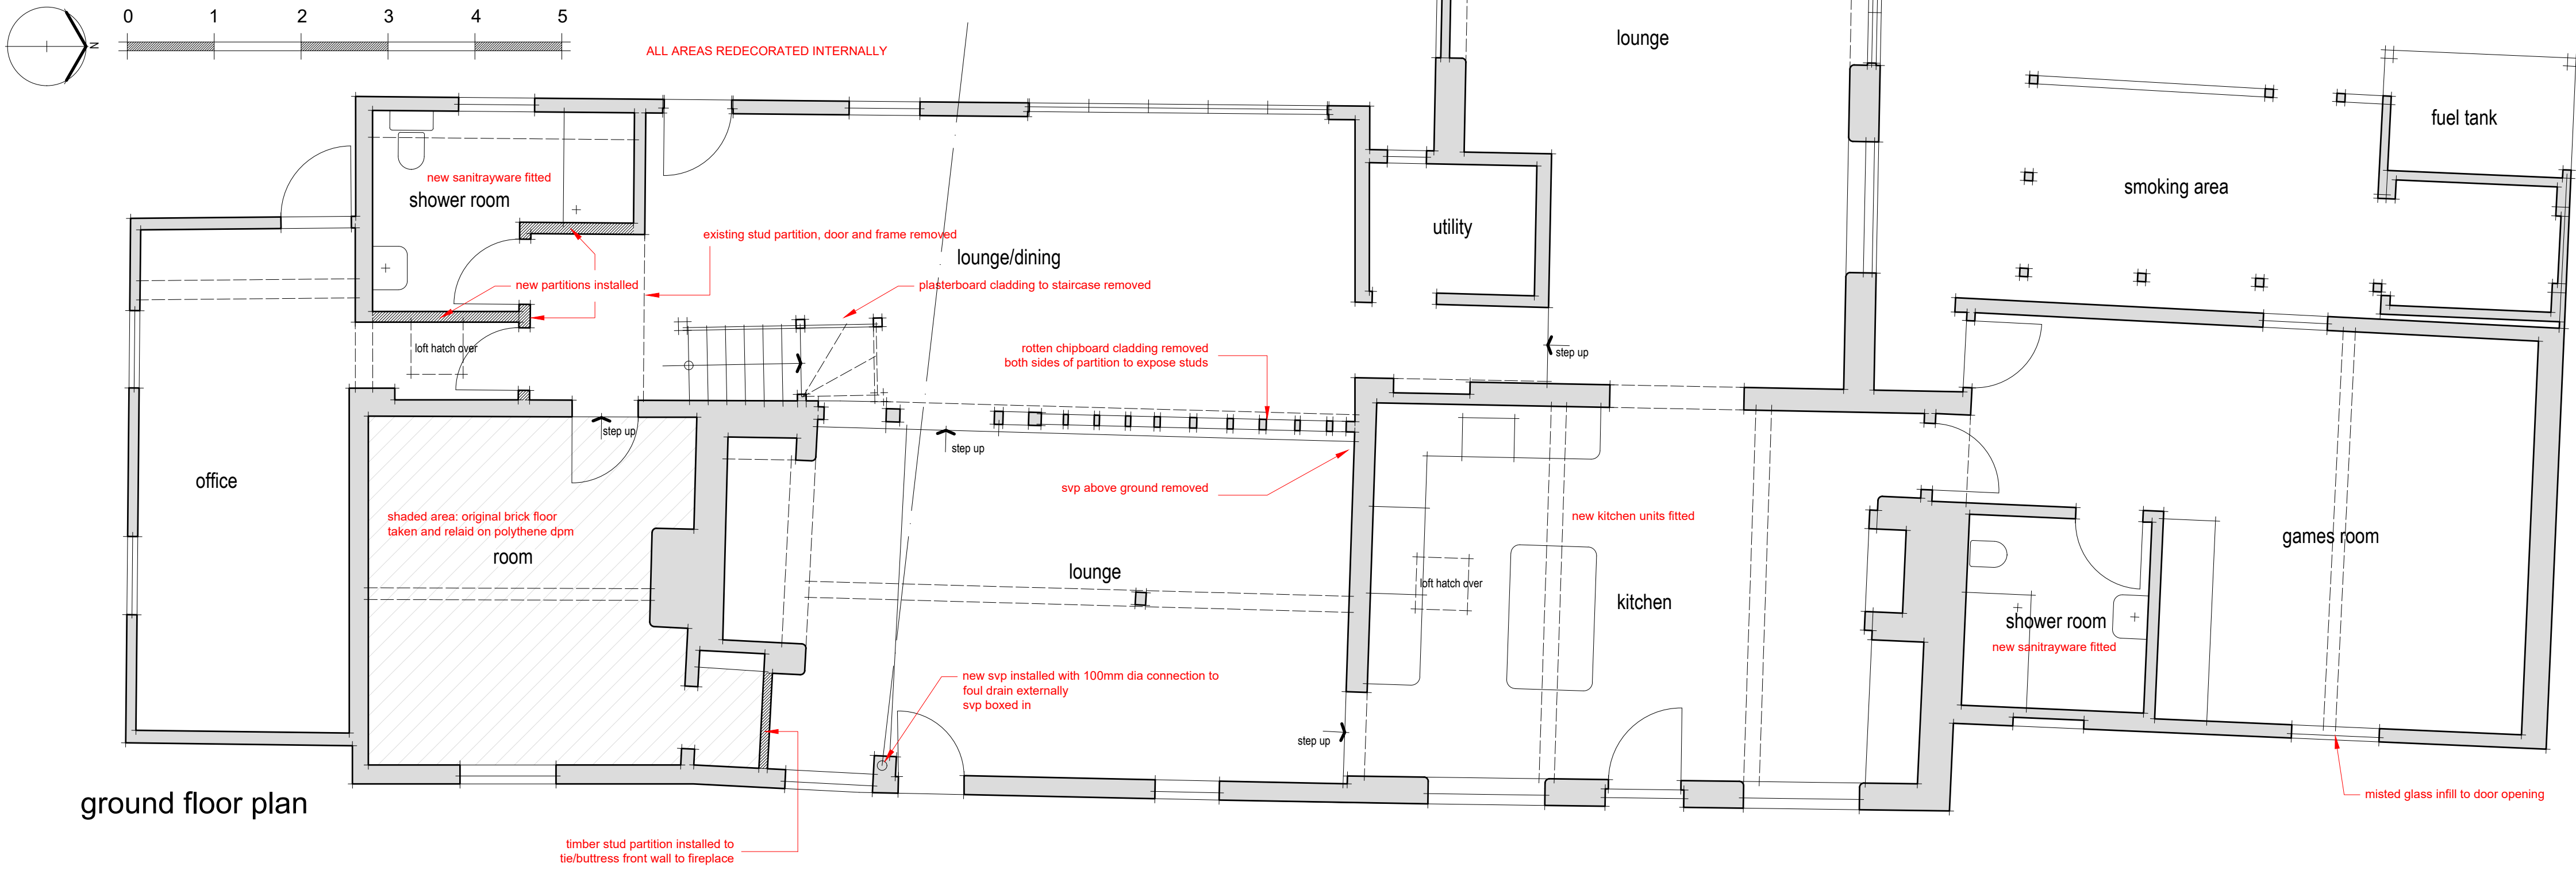 0 1 2 3 4 5
N
ALL AREAS REDECORATED INTERNALLY
lounge
fuel tank
smoking area
new sanitrayware fitted
shower room
utility
existing stud partition, door and frame removed
lounge/dining
new partitions installed
plasterboard cladding to staircase removed
loft hatch over
rotten chipboard cladding removed
both sides of partition to expose studs
step up
step up
step up
office
svp above ground removed
shaded area: original brick floor
taken and relaid on polythene dpm
room
new kitchen units fitted
games room
lounge
loft hatch over
kitchen
shower room
new sanitrayware fitted
new svp installed with 100mm dia connection to
foul drain externally
svp boxed in
step up
ground floor plan
misted glass infill to door opening
timber stud partition installed to
tie/buttress front wall to fireplace